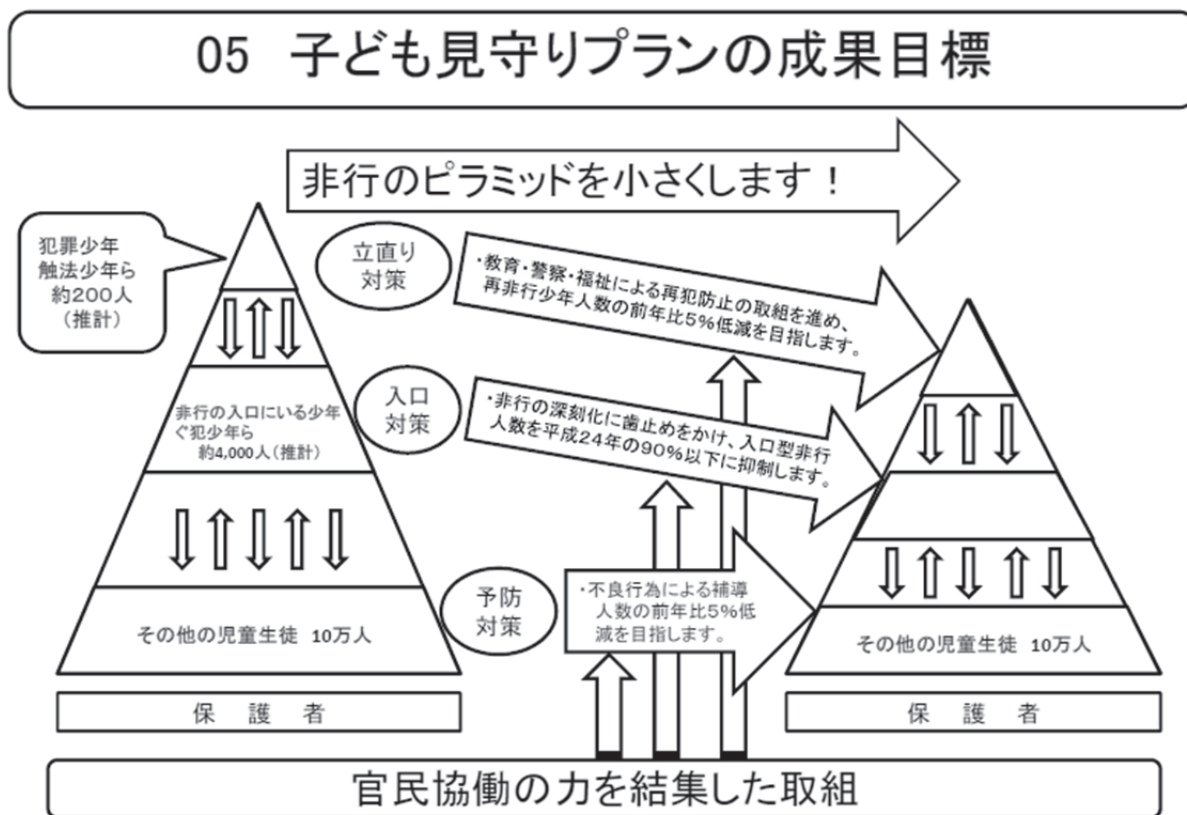 05 子ども見守りプランの成果目標
非行のピラミッドを小さくします！
犯罪少年
触法少年ら
約200人
（推計）
立直り
対策
・教育・警察・福祉による再犯防止の取組を進め、
再非行少年人数の前年比5％低減を目指します。
非行の入口にいる少年
ぐ犯少年ら
約4,000人（推計）
入口
対策
・非行の深刻化に歯止めをかけ、入口型非行
人数を平成24年の90％以下に抑制します。
予防
対策
・不良行為による補導
人数の前年比5％低
減を目指します。
その他の児童生徒 10万人
その他の児童生徒 10万人
保 護 者
保 護 者
官民協働の力を結集した取組